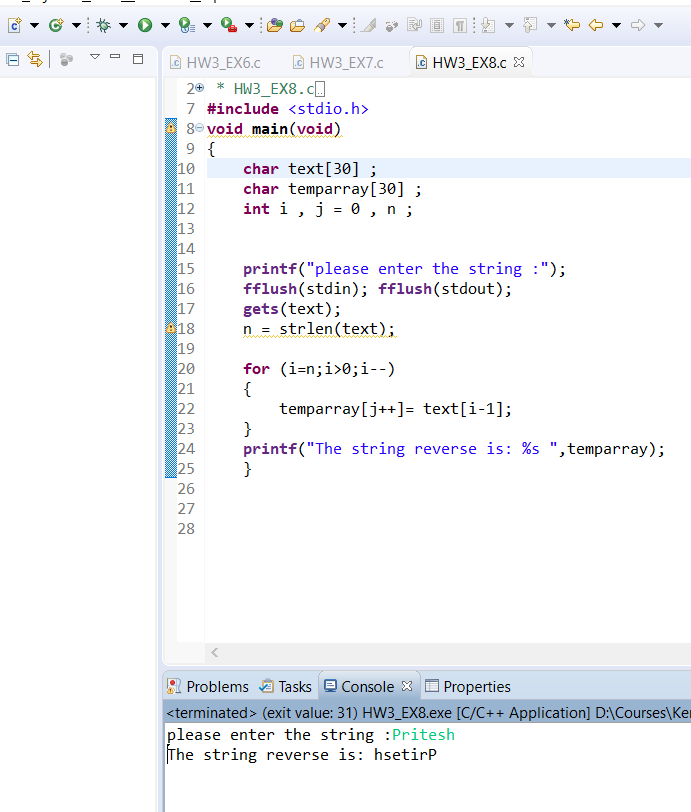 HW3_EX6.c HW3_EX7.c HW3_EX8.c
2 * HW3_EX8.c
7 #include <stdio.h>
8 void main(void)
9 {
10 char text[30] ;
11 char temparray[30] ;
12 int i , j = 0 , n ;
13
14
15 printf("please enter the string :");
16 fflush(stdin); fflush(stdout);
17 gets(text);
18 n = strlen(text);
19
20 for (i=n;i>0;i--)
21 {
22 temparray[j++]= text[i-1];
23 }
24 printf("The string reverse is: %s ",temparray);
25 }
26
27
28
Problems Tasks Console Properties
<terminated> (exit value: 31) HW3_EX8.exe [C/C++ Application] D:\Courses\Ke
please enter the string :Pritesh
The string reverse is: hsetirP